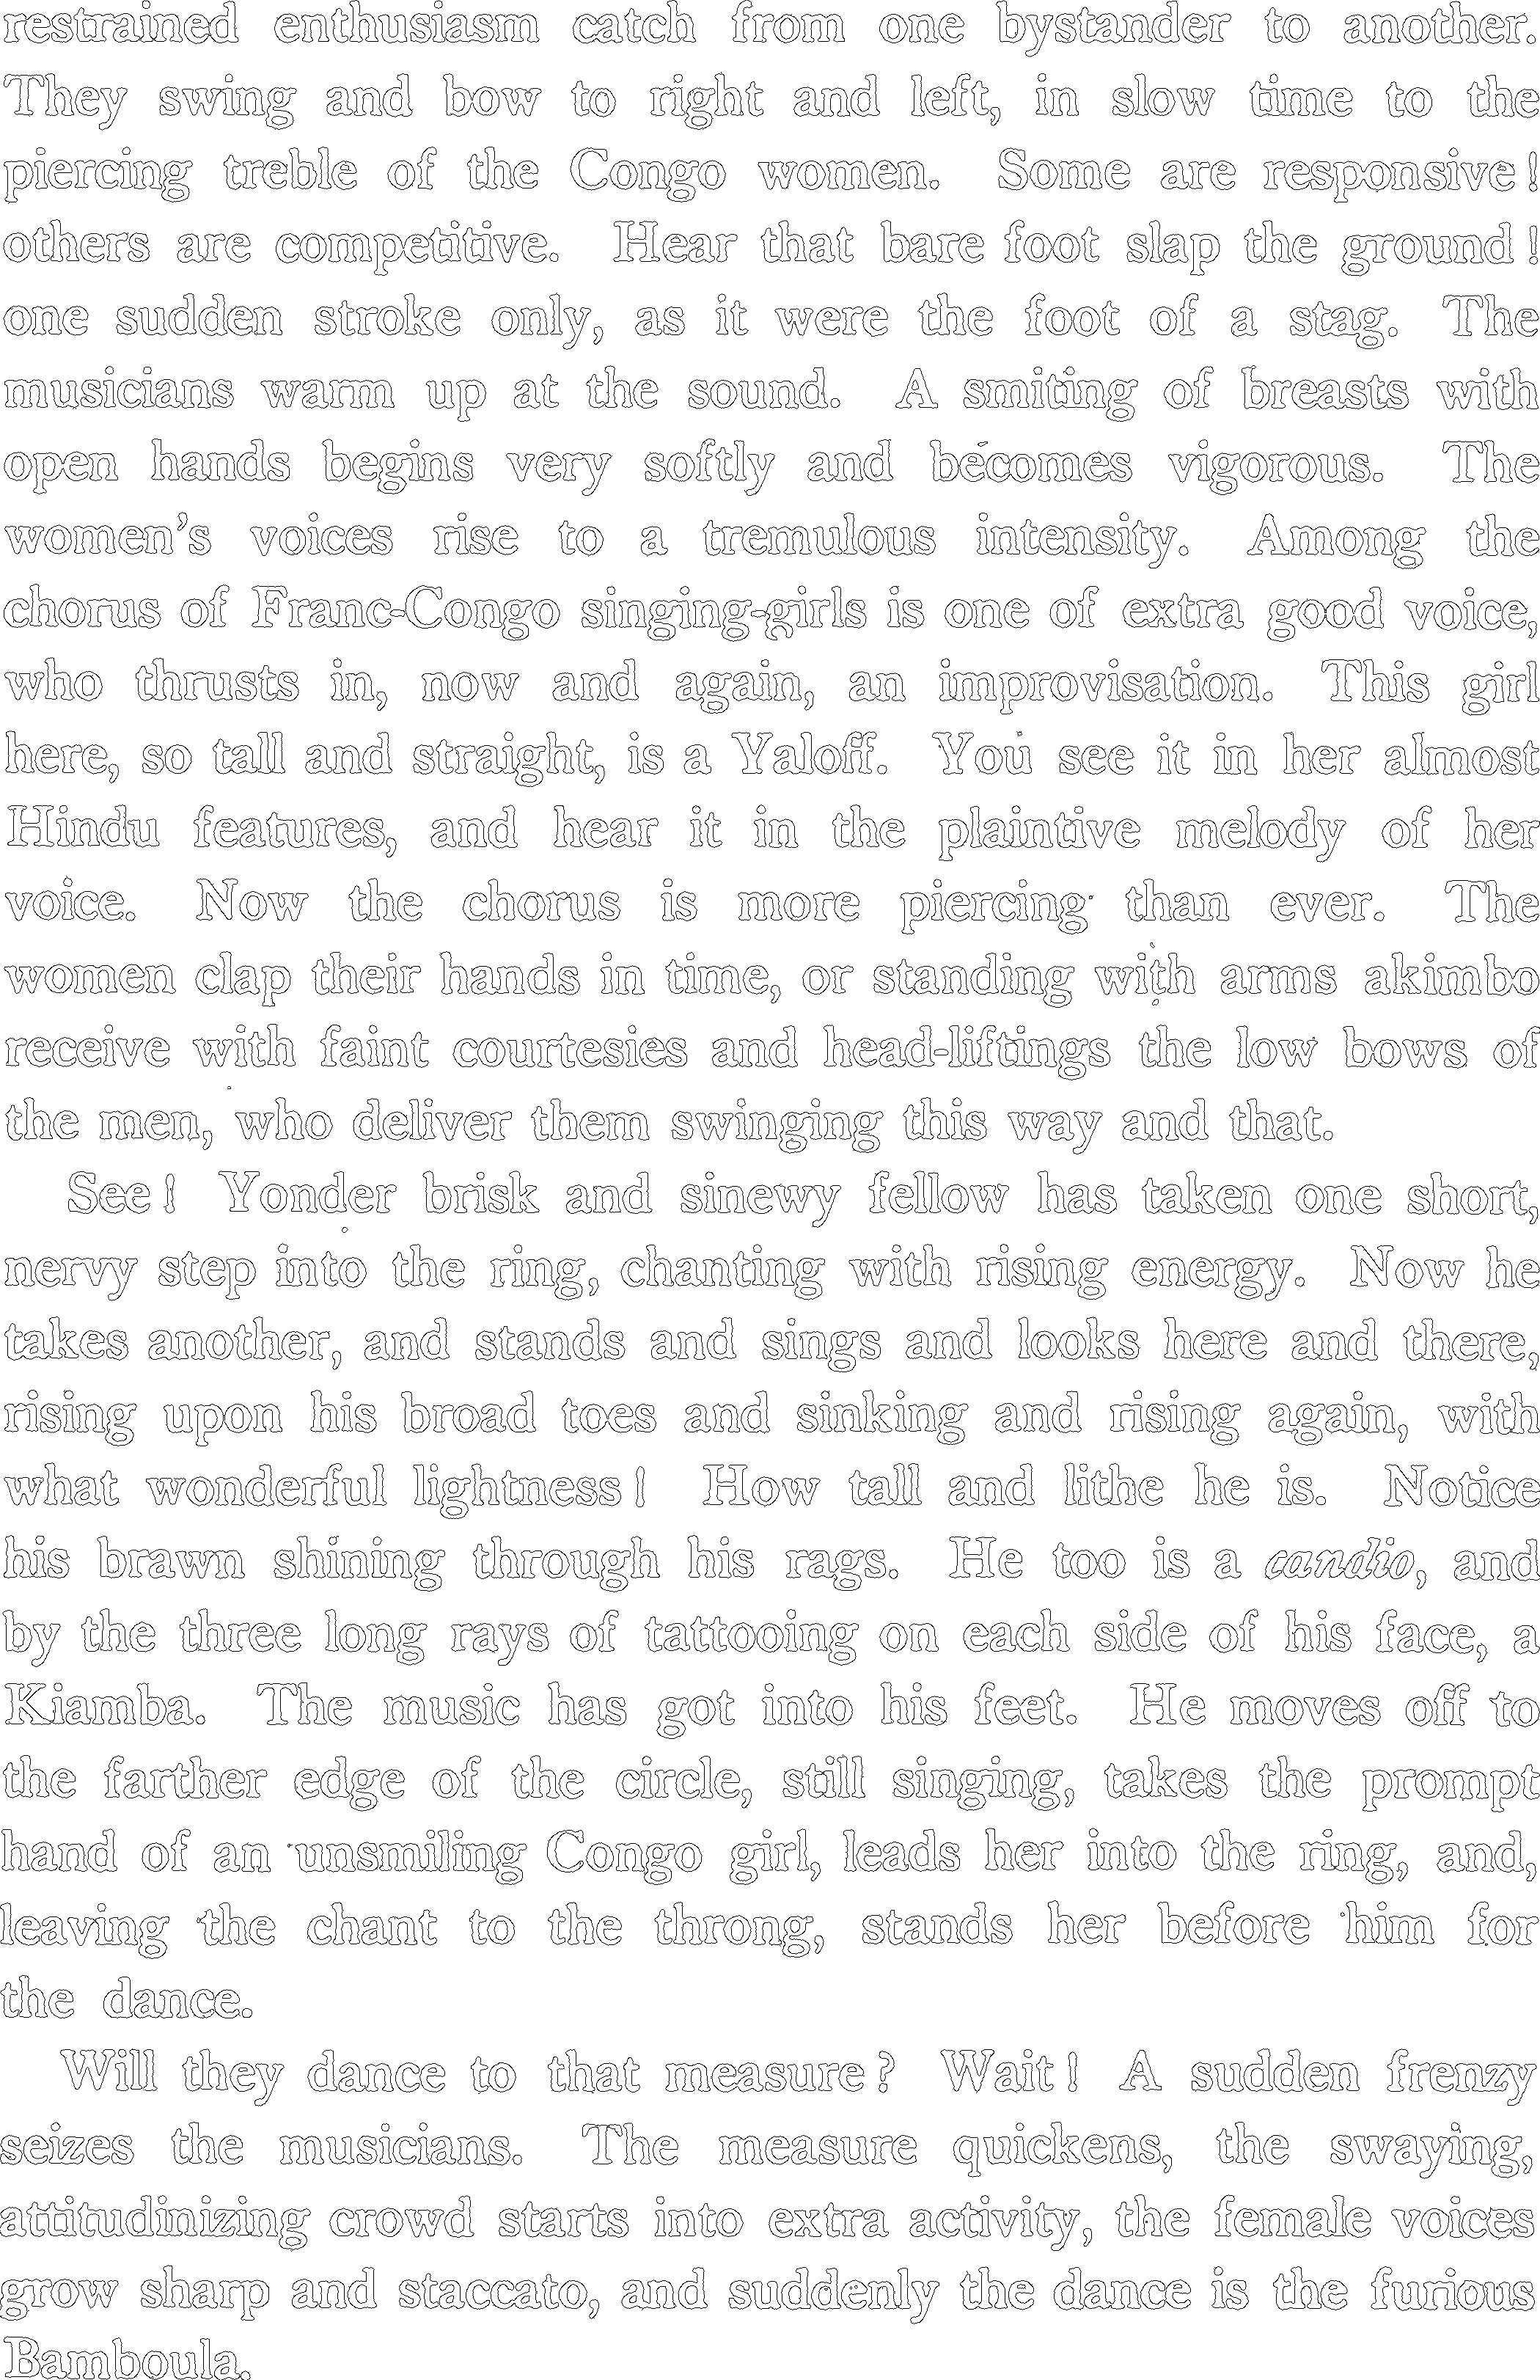 restrained enthusiasm catch from one bystander to another.
They swing and bow to right and left, in slow time to the
piercing treble of the Congo women. Some are responsive!
others are competitive. Hear that bare foot slap the ground!
one sudden stroke only, as it were the foot of a stag. The
musicians warm up at the sound. A smiting of breasts with
open hands begins very softly and becomes vigorous. The
women's voices rise to a tremulous intensity. Among the
chorus of Franc-Congo singing-girls is one of extra good voice,
who thrusts in, now and again, an improvisation. This girl
here, so tall and straight, is a Yaloff. You see it in her almost
Hindu features, and hear it in the plaintive melody of her
voice. Now the chorus is more piercing than ever. The
women clap their hands in time, or standing with arms akimbo
receive with faint courtesies and head-liftings the low bows of
the men, who deliver them swinging this way and that.
See! Yonder brisk and sinewy fellow has taken one short,
nervy step into the ring, chanting with rising energy. Now he
takes another, and stands and sings and looks here and there,
rising upon his broad toes and sinking and rising again, with
what wonderful lightness! How tall and lithe he is. Notice
his brawn shining through his rags. He too is a candio, and
by the three long rays of tattooing on each side of his face, a
Kiamba. The music has got into his feet. He moves off to
the farther edge of the circle, still singing, takes the prompt
hand of an unsmiling Congo girl, leads her into the ring, and,
leaving the chant to the throng, stands her before him for
the dance.
Will they dance to that measure? Wait! A sudden frenzy
seizes the musicians. The measure quickens, the swaying,
attitudinizing crowd starts into extra activity, the female voices
grow sharp and staccato, and suddenly the dance is the furious
Bamboula.